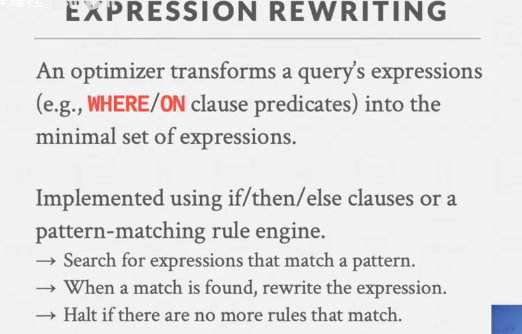 EXPRESSION REWRITING
An optimizer transforms a query's expressions
(e.g., WHERE/ON clause predicates) into the
minimal set of expressions.
Implemented using if/then/else clauses or a
pattern-matching rule engine.
→ Search for expressions that match a pattern.
→ When a match is found, rewrite the expression.
→ Halt if there are no more rules that match.